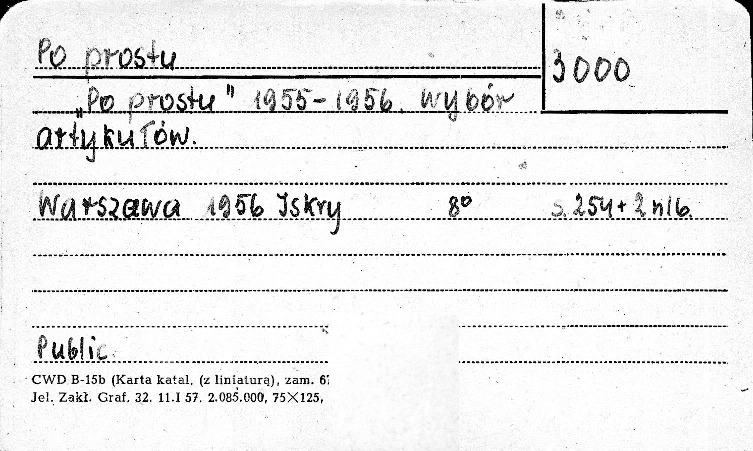 Po prostu
3000
„Po prostu" 1955-1956. Wybór
artykułów.
Warszawa 1956 Iskry 8° s. 254 + 2 nlb.
Public.
CWD B-15b (Karta katal. (z liniaturą), zam. 67
Jel. Zakł. Graf. 32. 11.I 57. 2.085.000, 75×125,